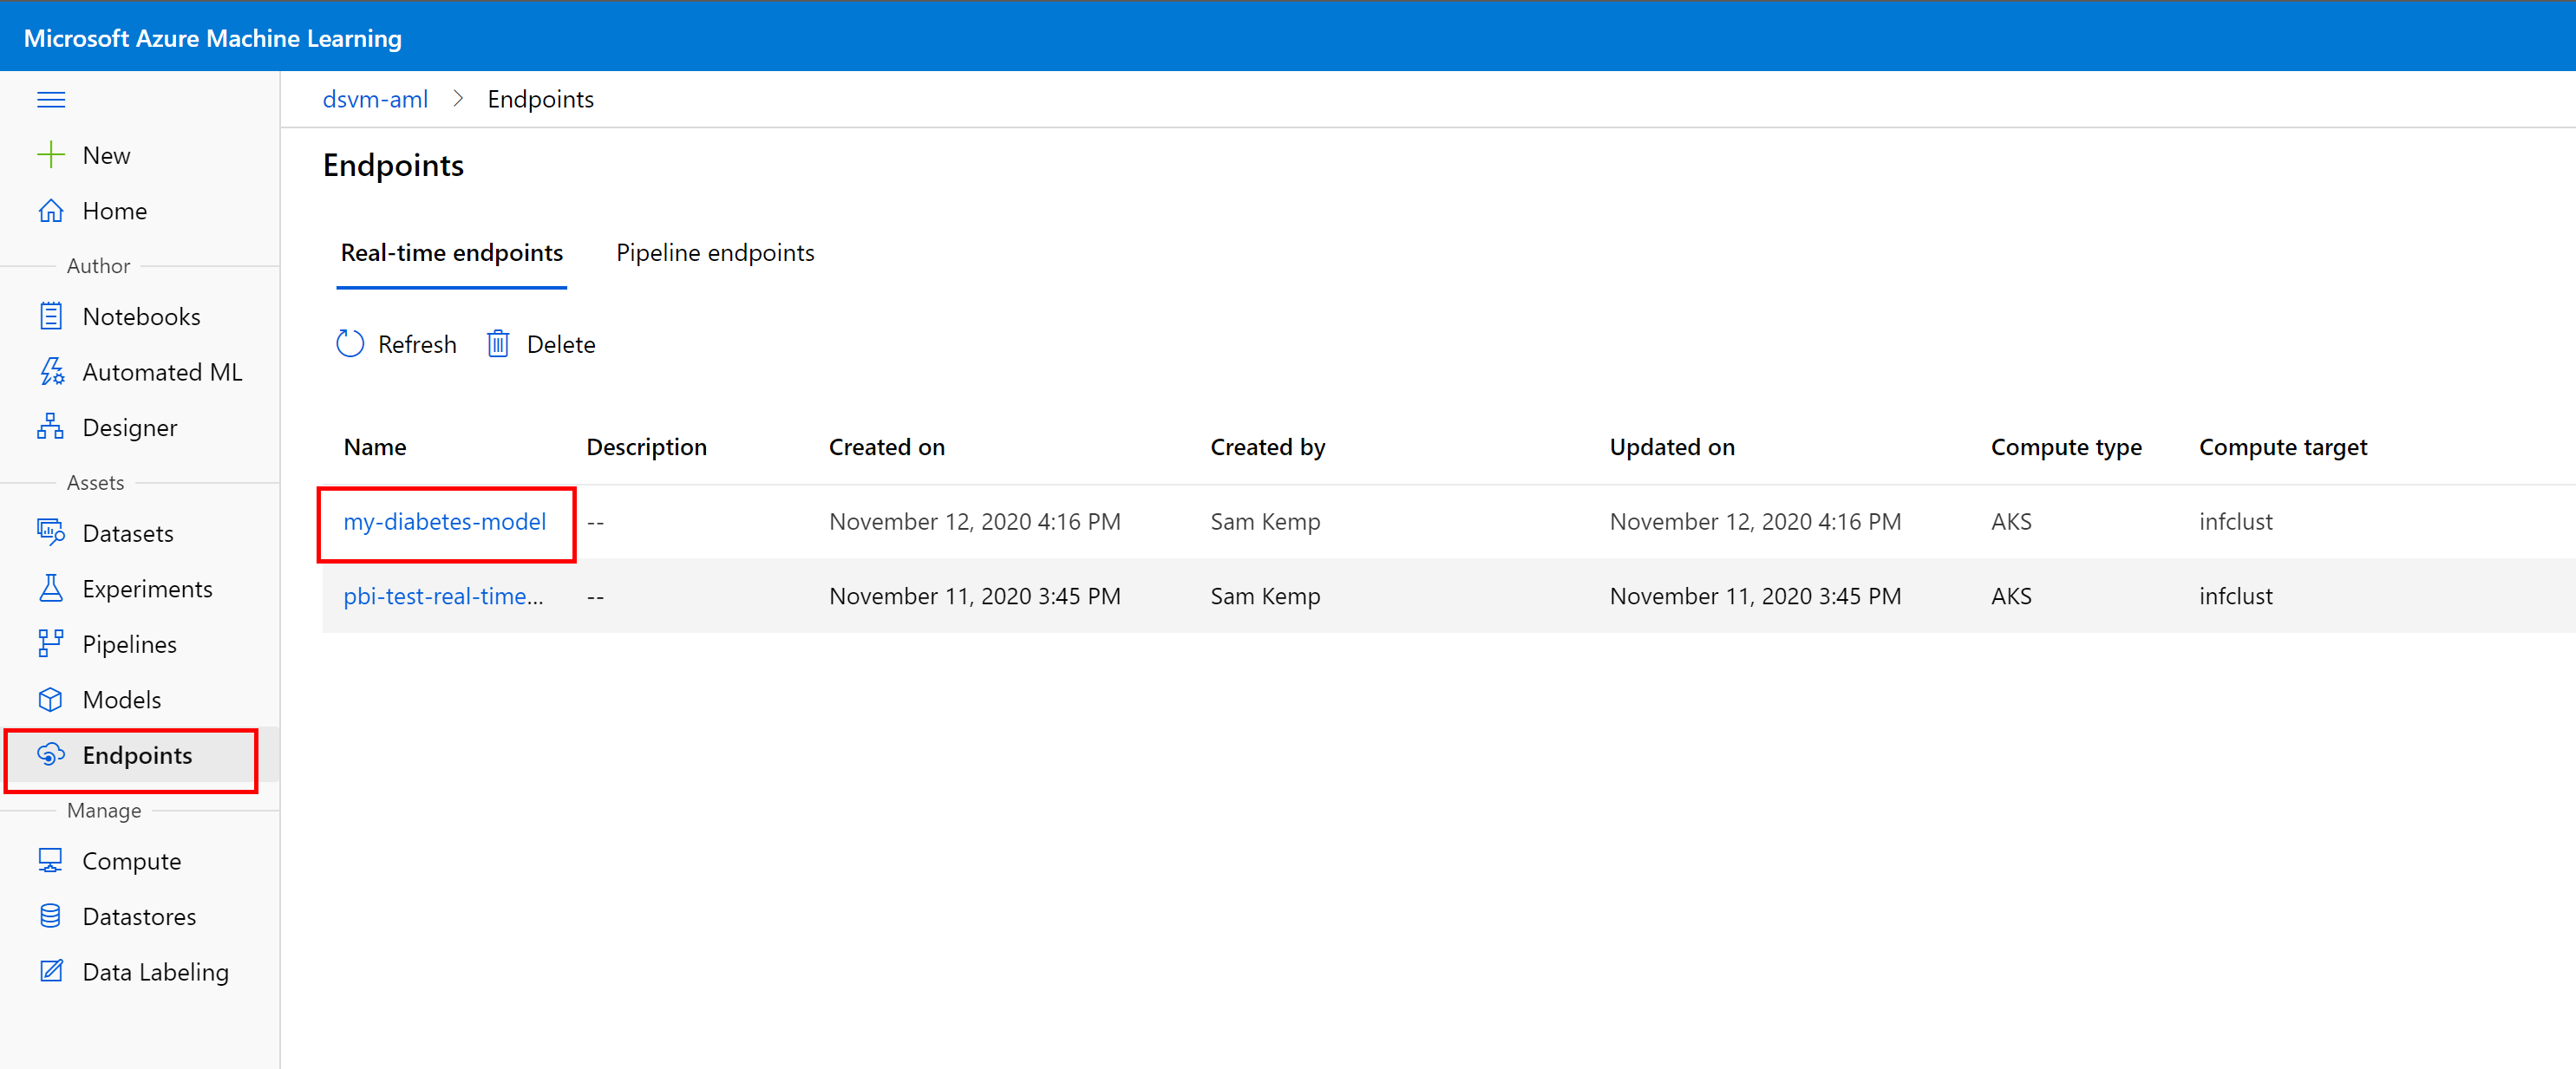 Microsoft Azure Machine Learning
dsvm-aml > Endpoints
New
Home
Author
Notebooks
Automated ML
Designer
Assets
Datasets
Experiments
Pipelines
Models
Endpoints
Manage
Compute
Datastores
Data Labeling
Endpoints
Real-time endpoints Pipeline endpoints
Refresh Delete
Name Description Created on Created by Updated on Compute type Compute target
my-diabetes-model -- November 12, 2020 4:16 PM Sam Kemp November 12, 2020 4:16 PM AKS infclust
pbi-test-real-time... -- November 11, 2020 3:45 PM Sam Kemp November 11, 2020 3:45 PM AKS infclust